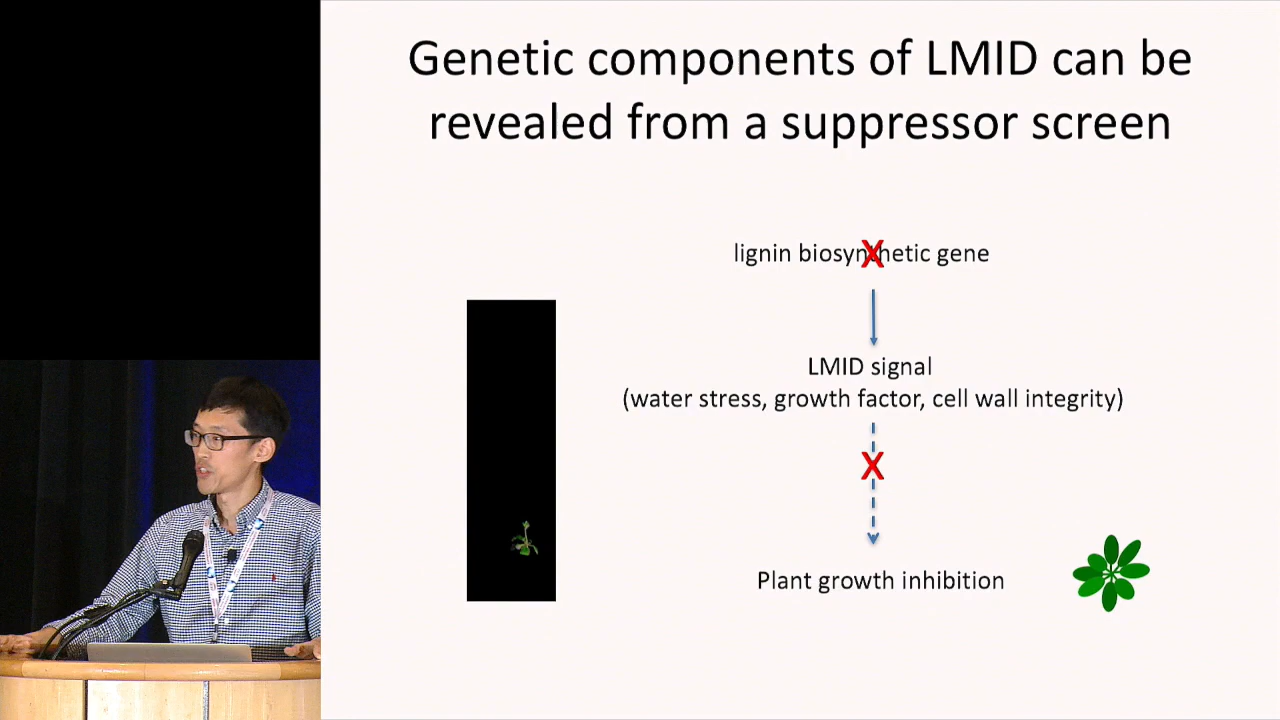 Genetic components of LMID can be
revealed from a suppressor screen
lignin biosynthetic gene
X
LMID signal
(water stress, growth factor, cell wall integrity)
X
Plant growth inhibition